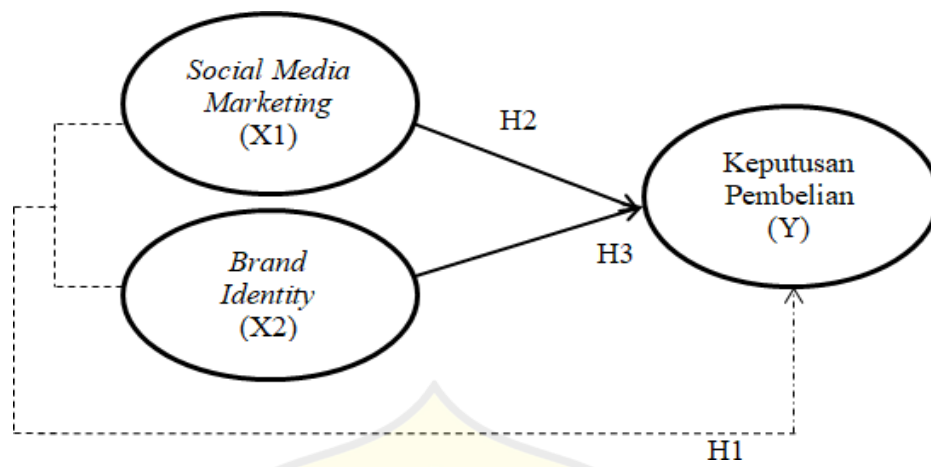 Social Media
Marketing
(X1)
H2
Keputusan
Pembelian
(Y)
H3
Brand
Identity
(X2)
H1